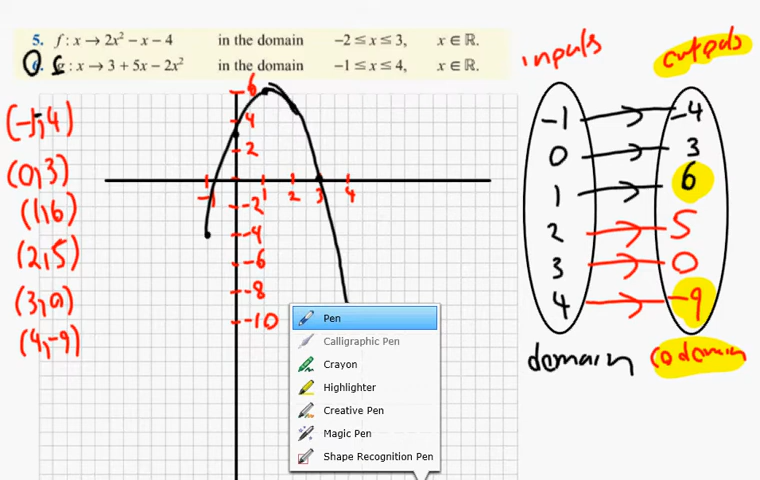 5. f : x → 2x² − x − 4 in the domain −2 ≤ x ≤ 3, x ∈ ℝ.
g : x → 3 + 5x − 2x² in the domain −1 ≤ x ≤ 4, x ∈ ℝ.
inputs
outputs
(-1,-4)
(0,3)
(1,6)
(2,5)
(3,0)
(4,-9)
6
4
2
-1 1 2 3 4
-2
-4
-6
-8
-10
-1 → -4
0 → 3
1 → 6
2 → 5
3 → 0
4 → -9
domain
codomain
Pen
Calligraphic Pen
Crayon
Highlighter
Creative Pen
Magic Pen
Shape Recognition Pen